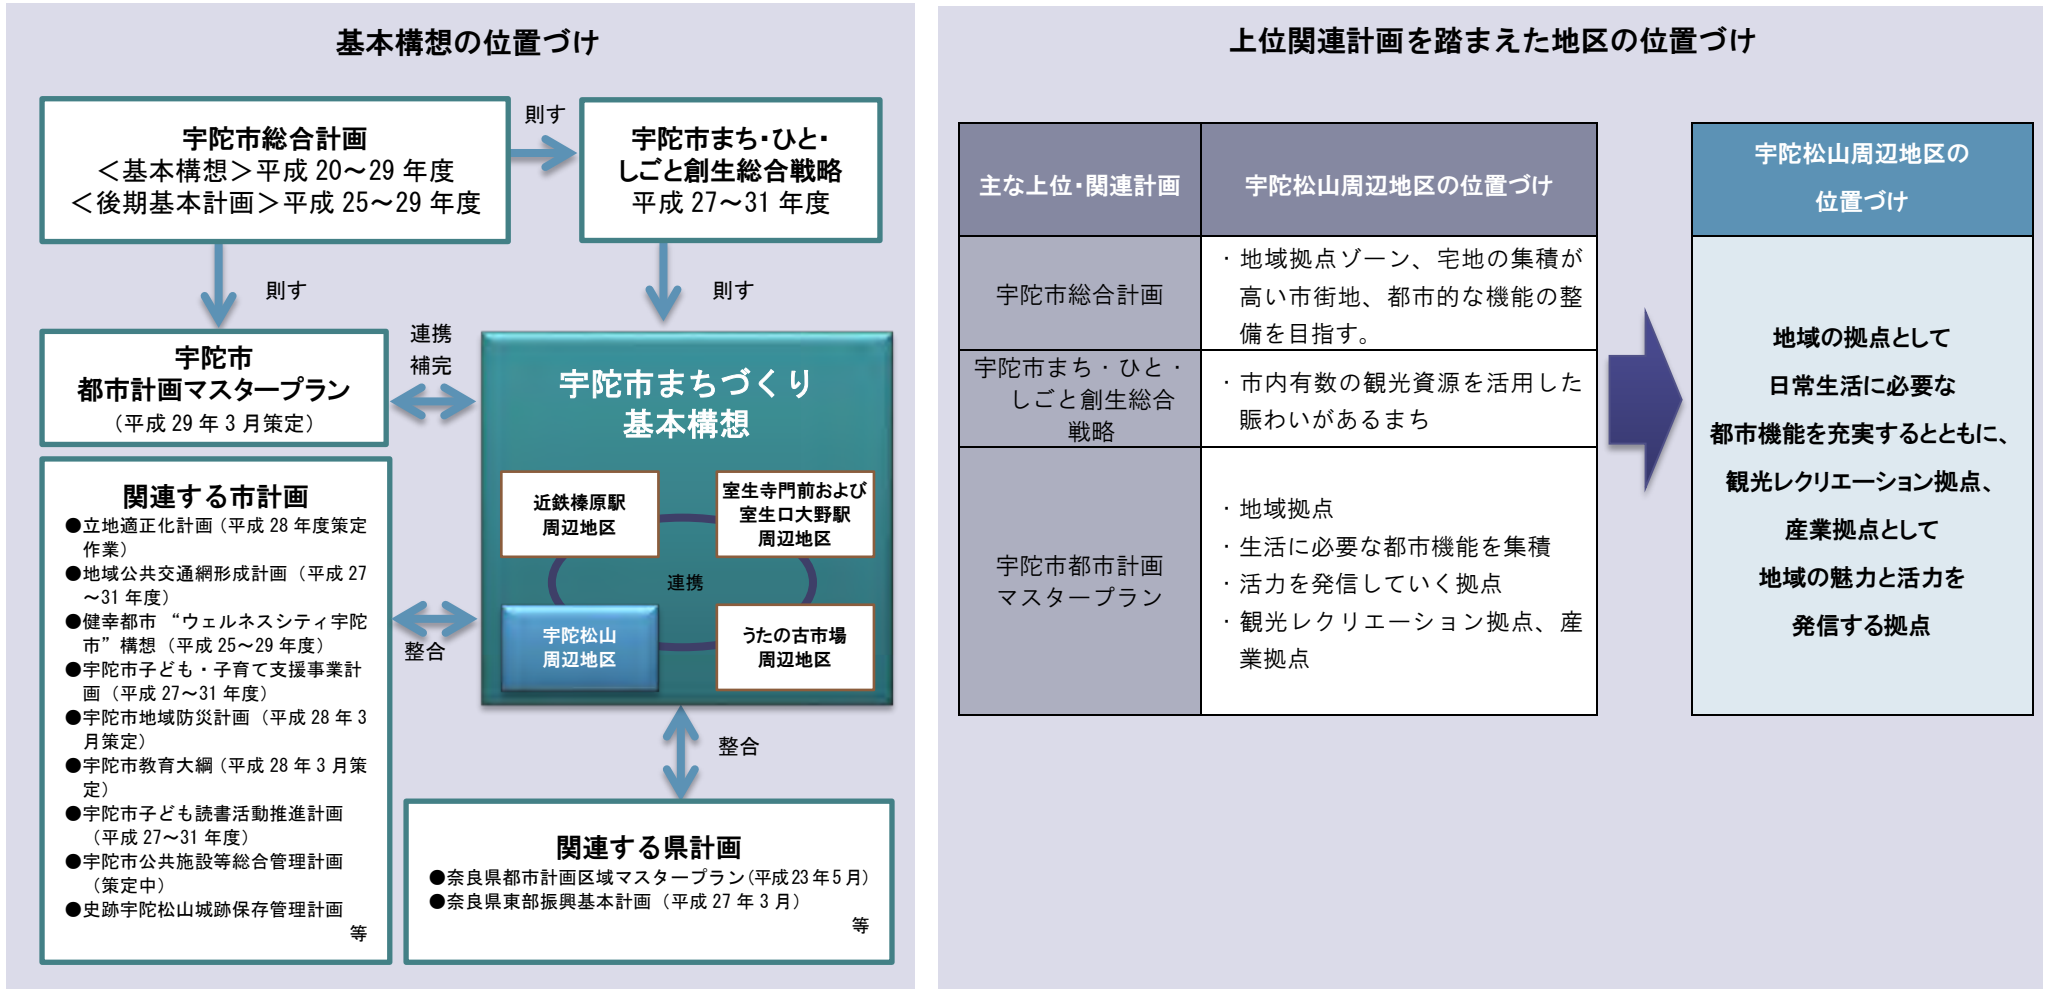 基本構想の位置づけ
宇陀市総合計画
＜基本構想＞平成 20～29 年度
＜後期基本計画＞平成 25～29 年度
則す
宇陀市まち・ひと・
しごと創生総合戦略
平成 27～31 年度
則す
則す
宇陀市
都市計画マスタープラン
（平成 29 年 3 月策定）
連携
補完
宇陀市まちづくり
基本構想
近鉄榛原駅
周辺地区
室生寺門前および
室生口大野駅
周辺地区
連携
宇陀松山
周辺地区
うたの古市場
周辺地区
関連する市計画
●立地適正化計画（平成 28 年度策定
作業）
●地域公共交通網形成計画（平成 27
～31 年度）
●健幸都市 “ウェルネスシティ宇陀
市”構想（平成 25～29 年度）
●宇陀市子ども・子育て支援事業計
画（平成 27～31 年度）
●宇陀市地域防災計画（平成 28 年 3
月策定）
●宇陀市教育大綱（平成 28 年 3 月策
定）
●宇陀市子ども読書活動推進計画
（平成 27～31 年度）
●宇陀市公共施設等総合管理計画
（策定中）
●史跡宇陀松山城跡保存管理計画
等
整合
整合
関連する県計画
●奈良県都市計画区域マスタープラン（平成 23 年 5 月）
●奈良県東部振興基本計画（平成 27 年 3 月）
等
上位関連計画を踏まえた地区の位置づけ
主な上位・関連計画
宇陀松山周辺地区の位置づけ
宇陀市総合計画
・地域拠点ゾーン、宅地の集積が
高い市街地、都市的な機能の整
備を目指す。
宇陀市まち・ひと・
しごと創生総合
戦略
・市内有数の観光資源を活用した
賑わいがあるまち
宇陀市都市計画
マスタープラン
・地域拠点
・生活に必要な都市機能を集積
・活力を発信していく拠点
・観光レクリエーション拠点、産
業拠点
宇陀松山周辺地区の
位置づけ
地域の拠点として
日常生活に必要な
都市機能を充実するとともに、
観光レクリエーション拠点、
産業拠点として
地域の魅力と活力を
発信する拠点